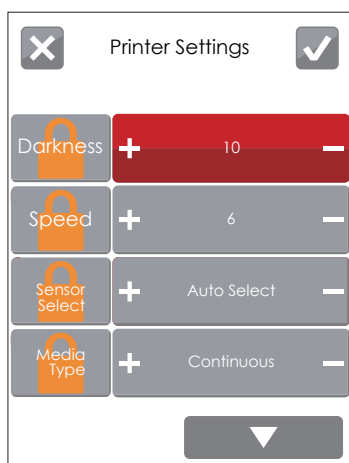 Printer Settings
Darkness + 10 -
Speed + 6 -
Sensor
Select + Auto Select -
Media
Type + Continuous -